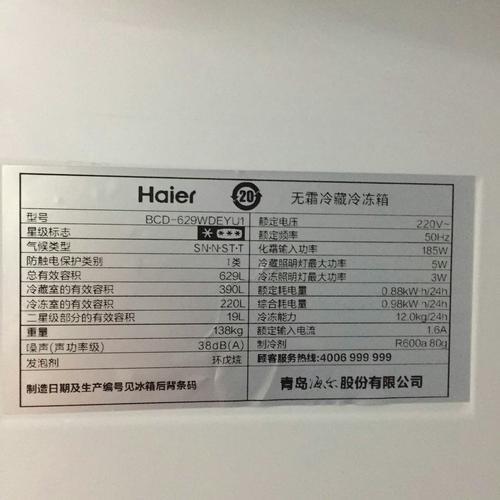 Haier 20 无霜冷藏冷冻箱
型号 BCD-629WDEYU1
星级标志 * ***
气候类型 SN·N·ST·T
防触电保护类别 I类
总有效容积 629L
冷藏室的有效容积 390L
冷冻室的有效容积 220L
二星级部分的有效容积 19L
重量 138kg
噪声(声功率级) 38dB(A)
发泡剂 环戊烷
额定电压 220V~
额定频率 50Hz
化霜输入功率 185W
冷藏照明灯最大功率 5W
冷冻照明灯最大功率 3W
额定耗电量 0.88kW·h/24h
综合耗电量 0.98kW·h/24h
冷冻能力 12.0kg/24h
额定输入电流 1.6A
制冷剂 R600a 80g
顾客服务热线:4006 999 999
制造日期及生产编号见冰箱后背条码
青岛海尔股份有限公司